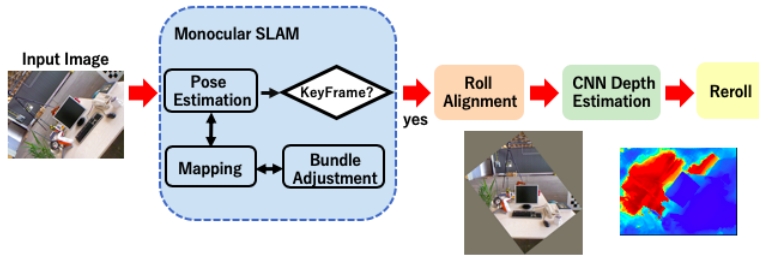 Input Image
Monocular SLAM
Pose
Estimation
KeyFrame?
Mapping
Bundle
Adjustment
yes
Roll
Alignment
CNN Depth
Estimation
Reroll